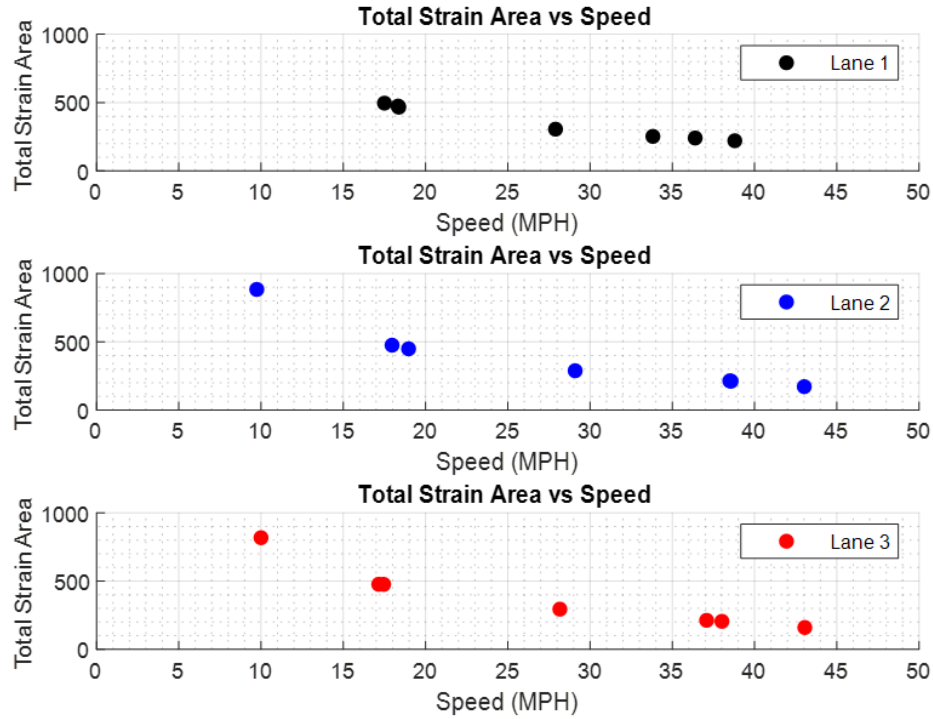 Total Strain Area vs Speed
Total Strain Area
1000
500
0
Lane 1
0 5 10 15 20 25 30 35 40 45 50
Speed (MPH)
Total Strain Area vs Speed
Total Strain Area
1000
500
0
Lane 2
0 5 10 15 20 25 30 35 40 45 50
Speed (MPH)
Total Strain Area vs Speed
Total Strain Area
1000
500
0
Lane 3
0 5 10 15 20 25 30 35 40 45 50
Speed (MPH)